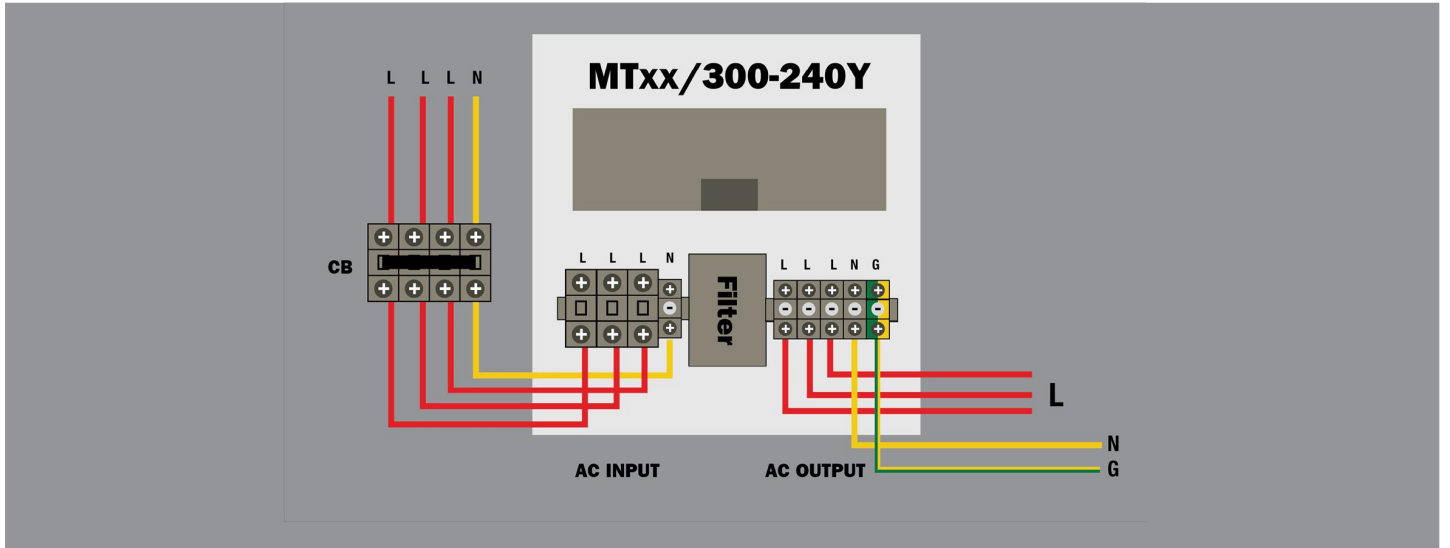 MTxx/300-240Y
L L L N
CB
L L L N
Filter
L L L N G
L
N
G
AC INPUT
AC OUTPUT